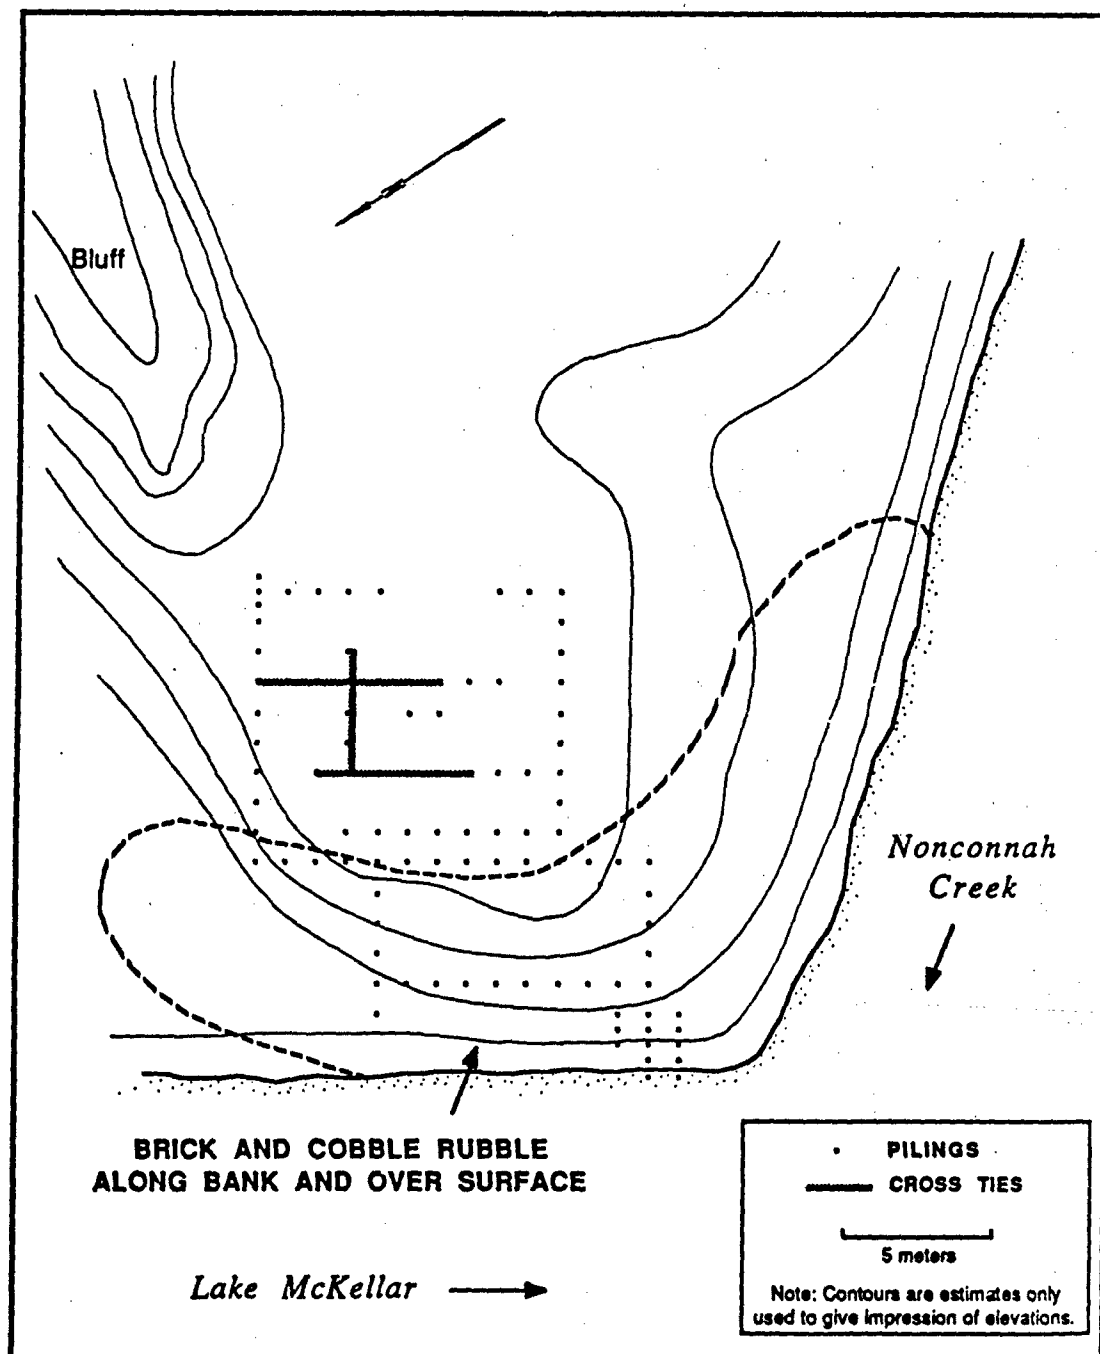 Bluff
Nonconnah
Creek
BRICK AND COBBLE RUBBLE
ALONG BANK AND OVER SURFACE
Lake McKellar
PILINGS
CROSS TIES
5 meters
Note: Contours are estimates only
used to give impression of elevations.